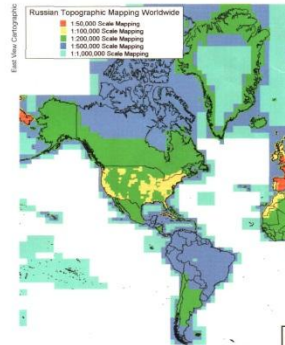 East View Cartographic
Russian Topographic Mapping Worldwide
1:50,000 Scale Mapping
1:100,000 Scale Mapping
1:200,000 Scale Mapping
1:500,000 Scale Mapping
1:1,000,000 Scale Mapping